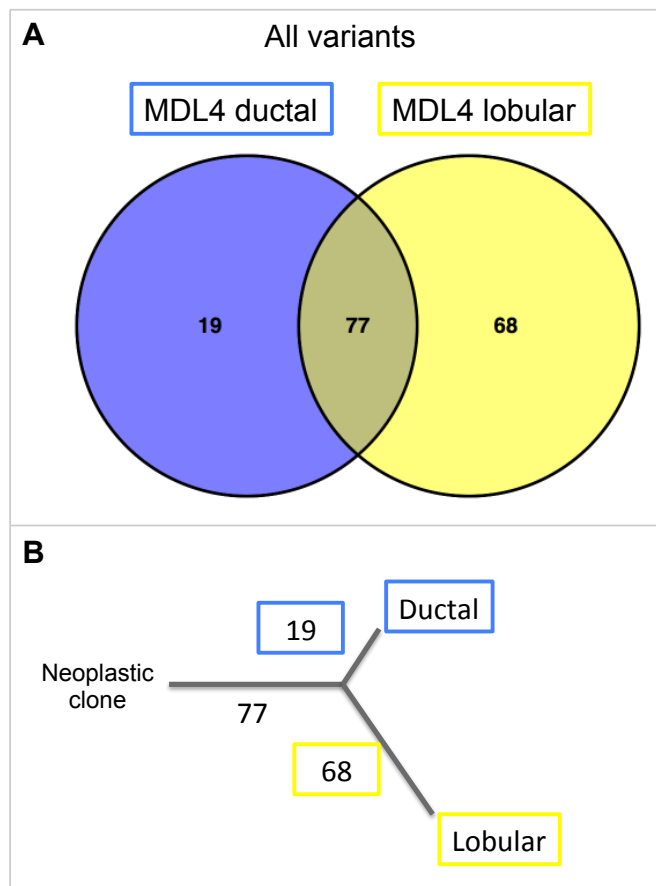 A
All variants
MDL4 ductal
MDL4 lobular
19
77
68
B
19
Ductal
Neoplastic
clone
77
68
Lobular